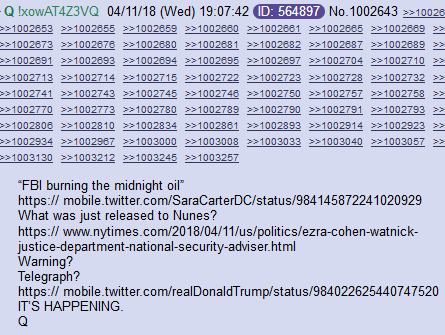 Q !xowAT4Z3VQ 04/11/18 (Wed) 19:07:42 ID: 564897 No.1002643 >>10026
>>1002653 >>1002655 >>1002659 >>1002660 >>1002661 >>1002665 >>1002669
>>1002673 >>1002676 >>1002680 >>1002681 >>1002682 >>1002687 >>1002689
>>1002691 >>1002693 >>1002694 >>1002696 >>1002697 >>1002704 >>1002710
>>1002713 >>1002714 >>1002715 >>1002722 >>1002723 >>1002728 >>1002732
>>1002741 >>1002743 >>1002745 >>1002746 >>1002750 >>1002757 >>1002758
>>1002770 >>1002773 >>1002780 >>1002789 >>1002790 >>1002791 >>1002793
>>1002806 >>1002810 >>1002834 >>1002861 >>1002893 >>1002914 >>1002923
>>1002934 >>1002967 >>1003000 >>1003008 >>1003033 >>1003040 >>1003057
>>1003130 >>1003212 >>1003245 >>1003257
“FBI burning the midnight oil”
https:// mobile.twitter.com/SaraCarterDC/status/984145872241020929
What was just released to Nunes?
https:// www.nytimes.com/2018/04/11/us/politics/ezra-cohen-watnick-
justice-department-national-security-adviser.html
Warning?
Telegraph?
https:// mobile.twitter.com/realDonaldTrump/status/984022625440747520
IT’S HAPPENING.
Q